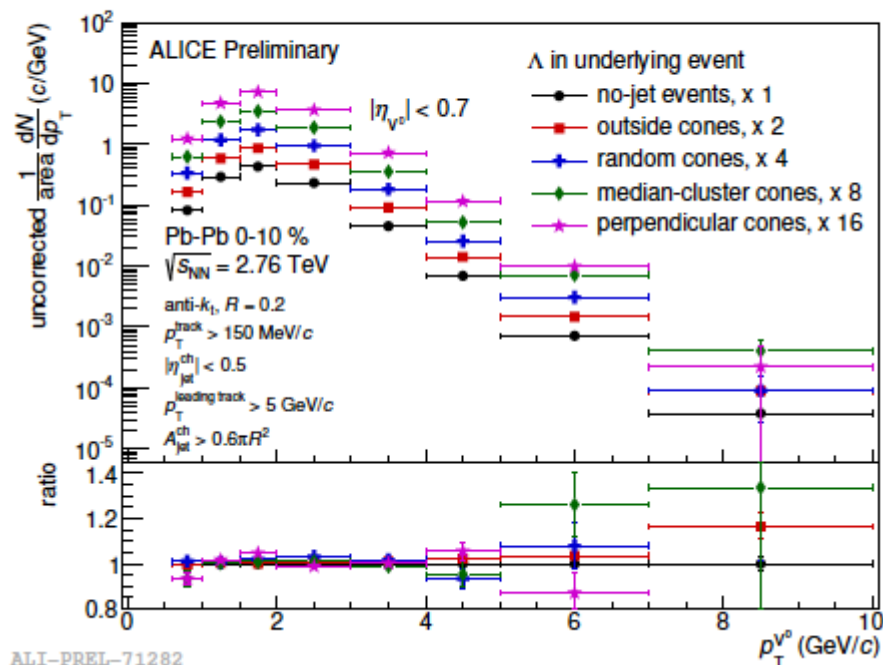 ALICE Preliminary
Λ in underlying event
no-jet events, x 1
outside cones, x 2
random cones, x 4
median-cluster cones, x 8
perpendicular cones, x 16
|η_V⁰| < 0.7
Pb-Pb 0-10 %
√s_NN = 2.76 TeV
anti-k_t, R = 0.2
p_T^track > 150 MeV/c
|η_jet^ch| < 0.5
p_T^leading track > 5 GeV/c
A_jet^ch > 0.6πR²
uncorrected 1/area dN/dp_T (c/GeV)
10²
10
1
10⁻¹
10⁻²
10⁻³
10⁻⁴
10⁻⁵
ratio
1.4
1.2
1
0.8
0 2 4 6 8 10
p_T^V⁰ (GeV/c)
ALI-PREL-71282